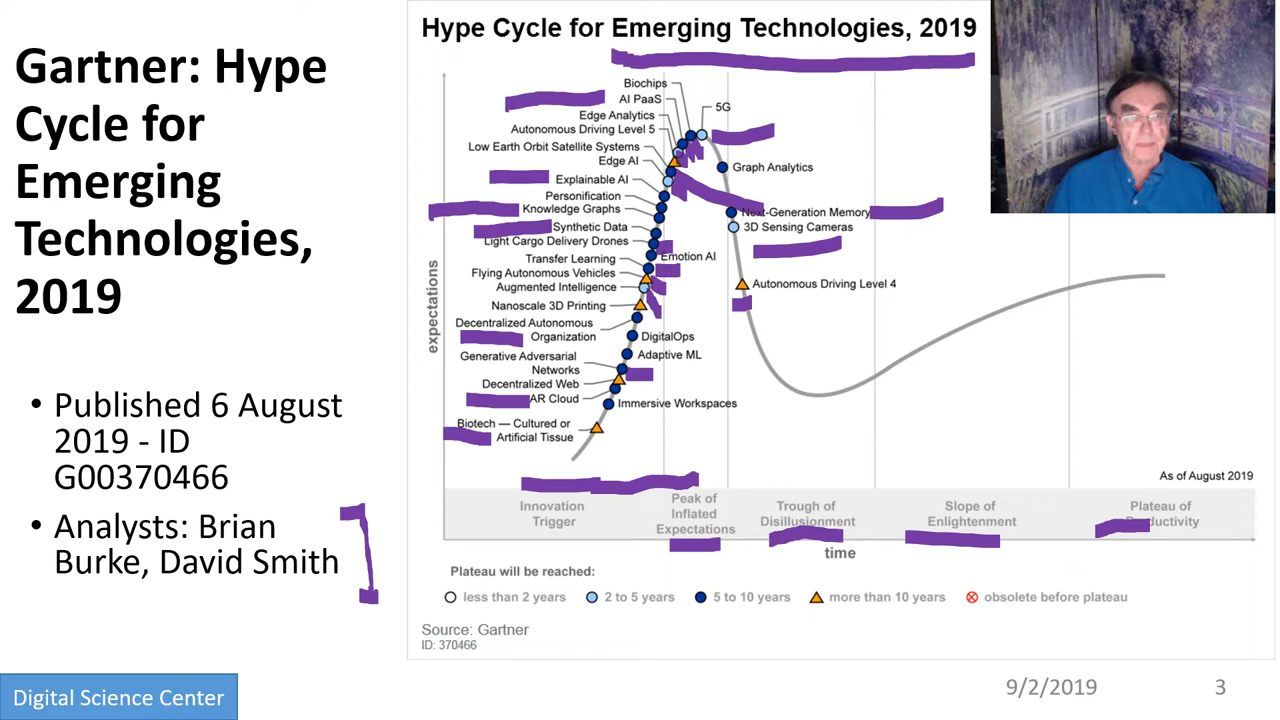 Gartner: Hype
Cycle for
Emerging
Technologies,
2019
• Published 6 August
2019 - ID
G00370466
• Analysts: Brian
Burke, David Smith
Digital Science Center
Hype Cycle for Emerging Technologies, 2019
expectations
Biochips
AI PaaS
Edge Analytics
Autonomous Driving Level 5
Low Earth Orbit Satellite Systems
Edge AI
Explainable AI
Personification
Knowledge Graphs
Synthetic Data
Light Cargo Delivery Drones
Transfer Learning
Flying Autonomous Vehicles
Augmented Intelligence
Nanoscale 3D Printing
Decentralized Autonomous
Organization
Generative Adversarial
Networks
Decentralized Web
AR Cloud
Biotech — Cultured or
Artificial Tissue
5G
Graph Analytics
Next-Generation Memory
3D Sensing Cameras
Emotion AI
Autonomous Driving Level 4
DigitalOps
Adaptive ML
Immersive Workspaces
As of August 2019
Innovation
Trigger
Peak of
Inflated
Expectations
Trough of
Disillusionment
Slope of
Enlightenment
Plateau of
Productivity
time
Plateau will be reached:
less than 2 years
2 to 5 years
5 to 10 years
more than 10 years
obsolete before plateau
Source: Gartner
ID: 370466
9/2/2019
3